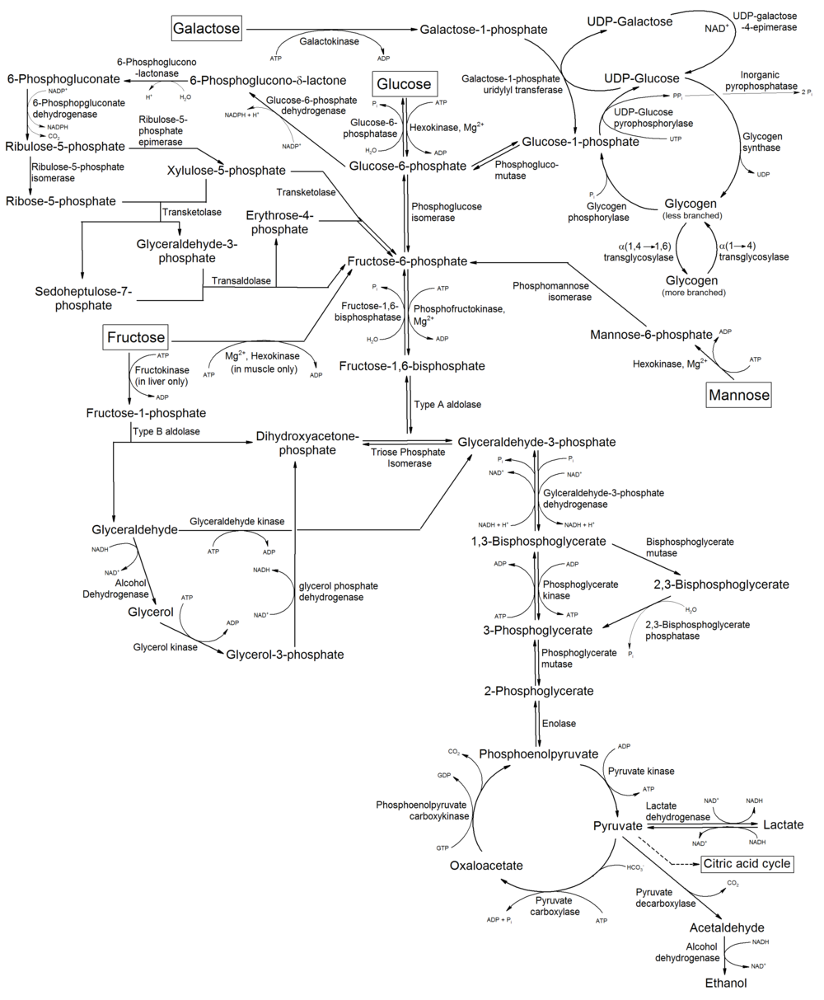 Galactose
Galactokinase
ATP
ADP
Galactose-1-phosphate
UDP-Galactose
NAD+
UDP-galactose
-4-epimerase
6-Phosphoglucono
-lactonase
6-Phosphogluconate
H+
H2O
6-Phosphoglucono-δ-lactone
Glucose
Galactose-1-phosphate
uridylyl transferase
UDP-Glucose
Inorganic
pyrophosphatase
PPi
2 Pi
NADP+
6-Phosphogluconate
dehydrogenase
NADPH
CO2
Glucose-6-phosphate
dehydrogenase
NADPH + H+
NADP+
Pi
ATP
Glucose-6-
phosphatase
Hexokinase, Mg2+
H2O
ADP
UDP-Glucose
pyrophosphorylase
UTP
Glycogen
synthase
UDP
Ribulose-5-
phosphate
epimerase
Ribulose-5-phosphate
Glucose-1-phosphate
Ribulose-5-phosphate
isomerase
Xylulose-5-phosphate
Glucose-6-phosphate
Phosphogluco-
mutase
Ribose-5-phosphate
Transketolase
Transketolase
Phosphoglucose
isomerase
Pi
Glycogen
phosphorylase
Glycogen
(less branched)
Erythrose-4-
phosphate
Glyceraldehyde-3-
phosphate
α(1,4→1,6)
transglycosylase
α(1→4)
transglycosylase
Fructose-6-phosphate
Transaldolase
Sedoheptulose-7-
phosphate
Phosphomannose
isomerase
Glycogen
(more branched)
Pi
ATP
Fructose-1,6-
bisphosphatase
Phosphofructokinase,
Mg2+
H2O
ADP
Fructose
Mannose-6-phosphate
ADP
ATP
Hexokinase, Mg2+
Mannose
ATP
Fructokinase
(in liver only)
ADP
Mg2+, Hexokinase
(in muscle only)
ATP
ADP
Fructose-1,6-bisphosphate
Fructose-1-phosphate
Type A aldolase
Type B aldolase
Dihydroxyacetone-
phosphate
Triose Phosphate
Isomerase
Glyceraldehyde-3-phosphate
Pi
Pi
NAD+
NAD+
Gylceraldehyde-3-phosphate
dehydrogenase
NADH + H+
NADH + H+
Glyceraldehyde
Glyceraldehyde kinase
ATP
ADP
1,3-Bisphosphoglycerate
Bisphosphoglycerate
mutase
NADH
NAD+
Alcohol
Dehydrogenase
NADH
glycerol phosphate
dehydrogenase
NAD+
ADP
ADP
Phosphoglycerate
kinase
ATP
ATP
2,3-Bisphosphoglycerate
H2O
2,3-Bisphosphoglycerate
phosphatase
Pi
Glycerol
ATP
ADP
Glycerol kinase
Glycerol-3-phosphate
3-Phosphoglycerate
Phosphoglycerate
mutase
2-Phosphoglycerate
Enolase
Phosphoenolpyruvate
CO2
GDP
Phosphoenolpyruvate
carboxykinase
GTP
ADP
Pyruvate kinase
ATP
Pyruvate
Lactate
dehydrogenase
NAD+
NADH
Lactate
NAD+
NADH
Oxaloacetate
HCO3-
Citric acid cycle
Pyruvate
carboxylase
ADP + Pi
ATP
Pyruvate
decarboxylase
CO2
Acetaldehyde
Alcohol
dehydrogenase
NADH
NAD+
Ethanol